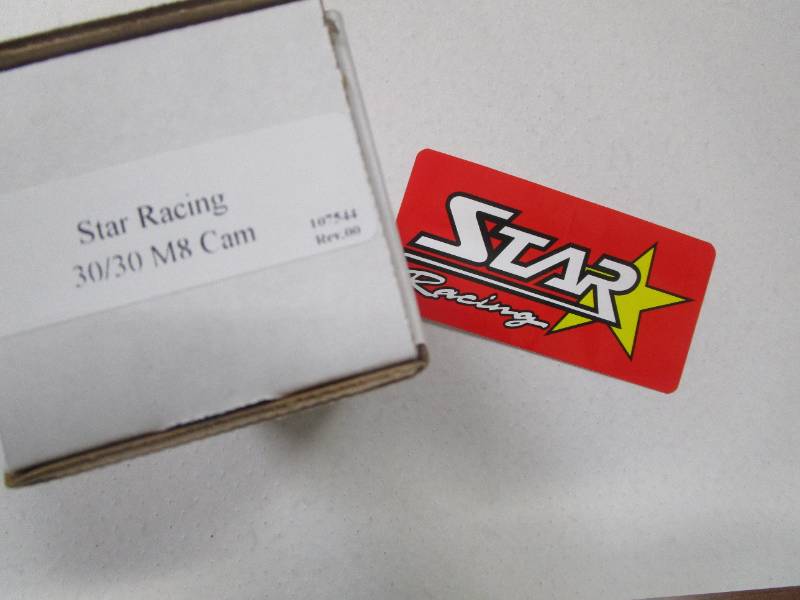 Star Racing
30/30 M8 Cam
107544
Rev.00
STAR
Racing